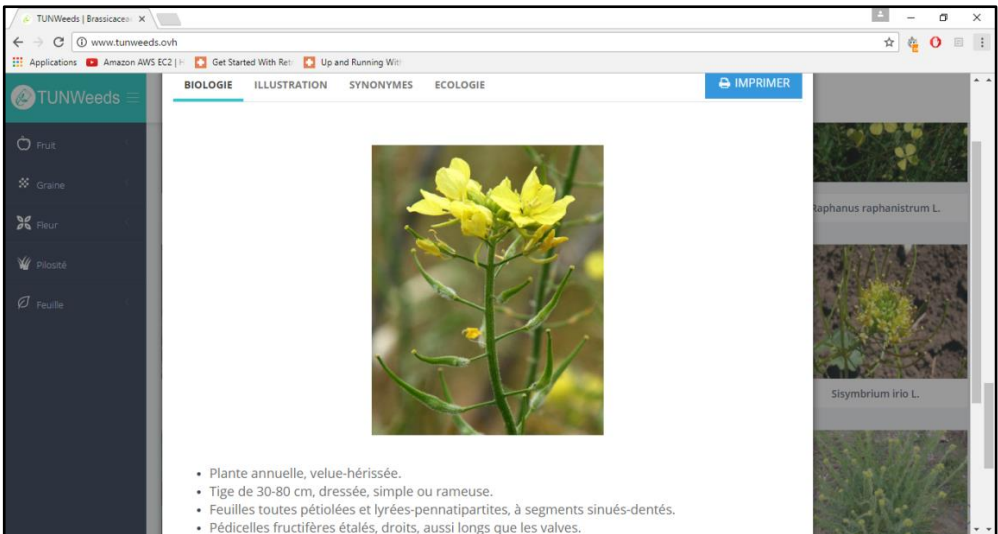 TUNWeeds | Brassicaceae
www.tunweeds.ovh
Applications Amazon AWS EC2 | H Get Started With Ret Up and Running Wit
TUNWeeds
BIOLOGIE ILLUSTRATION SYNONYMES ECOLOGIE IMPRIMER
Fruit
Graine
Fleur
Pilosité
Feuille
Raphanus raphanistrum L.
Sisymbrium irio L.
• Plante annuelle, velue-hérissée.
• Tige de 30-80 cm, dressée, simple ou rameuse.
• Feuilles toutes pétiolées et lyrées-pennatipartites, à segments sinués-dentés.
• Pédicelles fructifères étalés, droits, aussi longs que les valves.